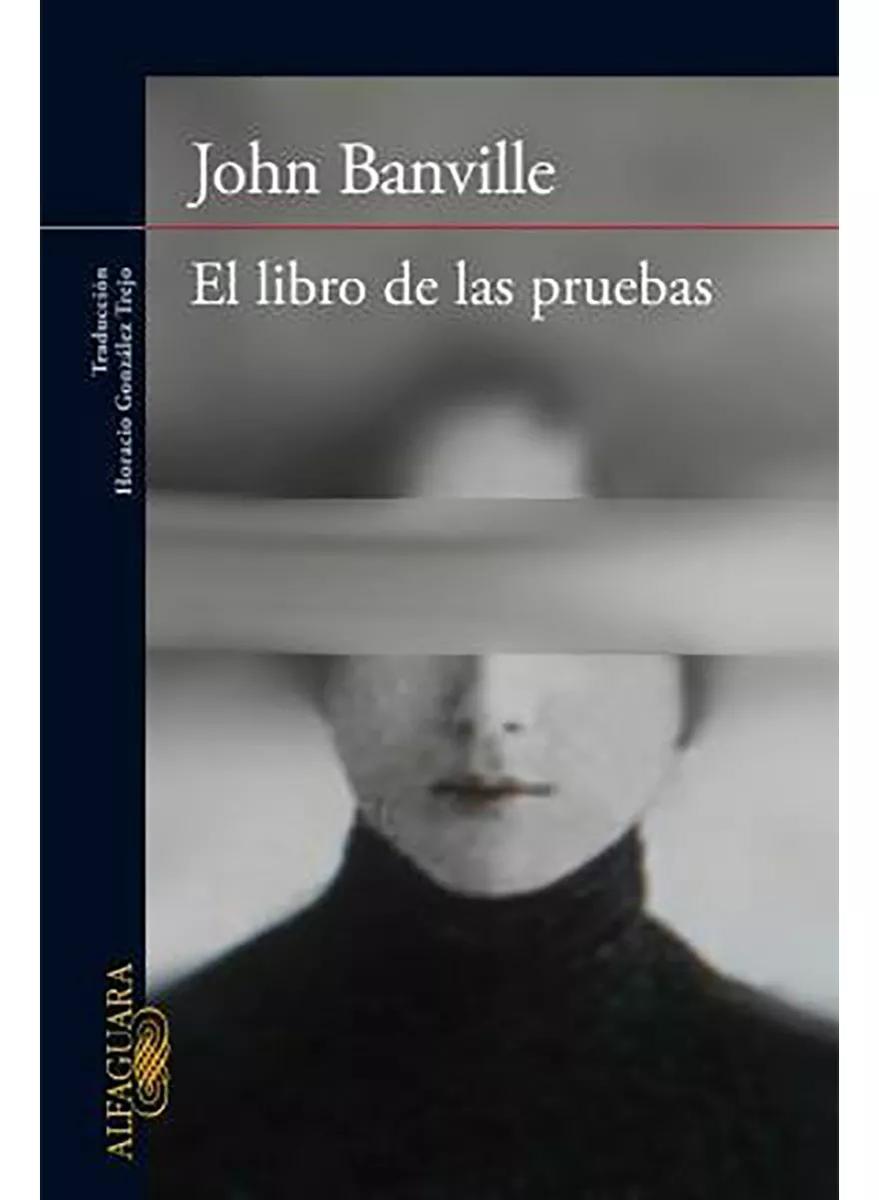 John Banville
El libro de las pruebas
Traducción
Horacio González Trejo
ALFAGUARA